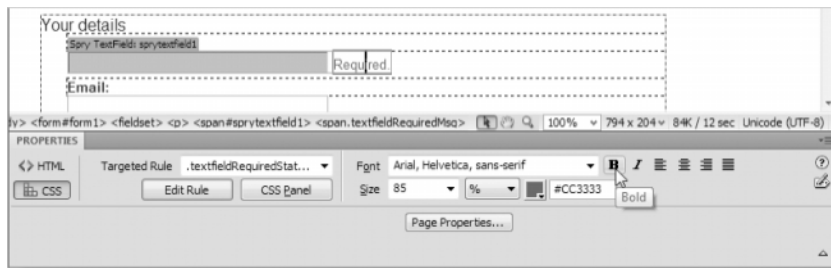 Your details
Spry TextField: sprytextfield1
Required.
Email:
dy> <form#form1> <fieldset> <p> <span#sprytextfield1> <span.textfieldRequiredMsg> 100% 794 x 204 84K / 12 sec Unicode (UTF-8)
PROPERTIES
<> HTML Targeted Rule .textfieldRequiredStat... Font Arial, Helvetica, sans-serif B I
CSS Edit Rule CSS Panel Size 85 % #CC3333
Bold
Page Properties...